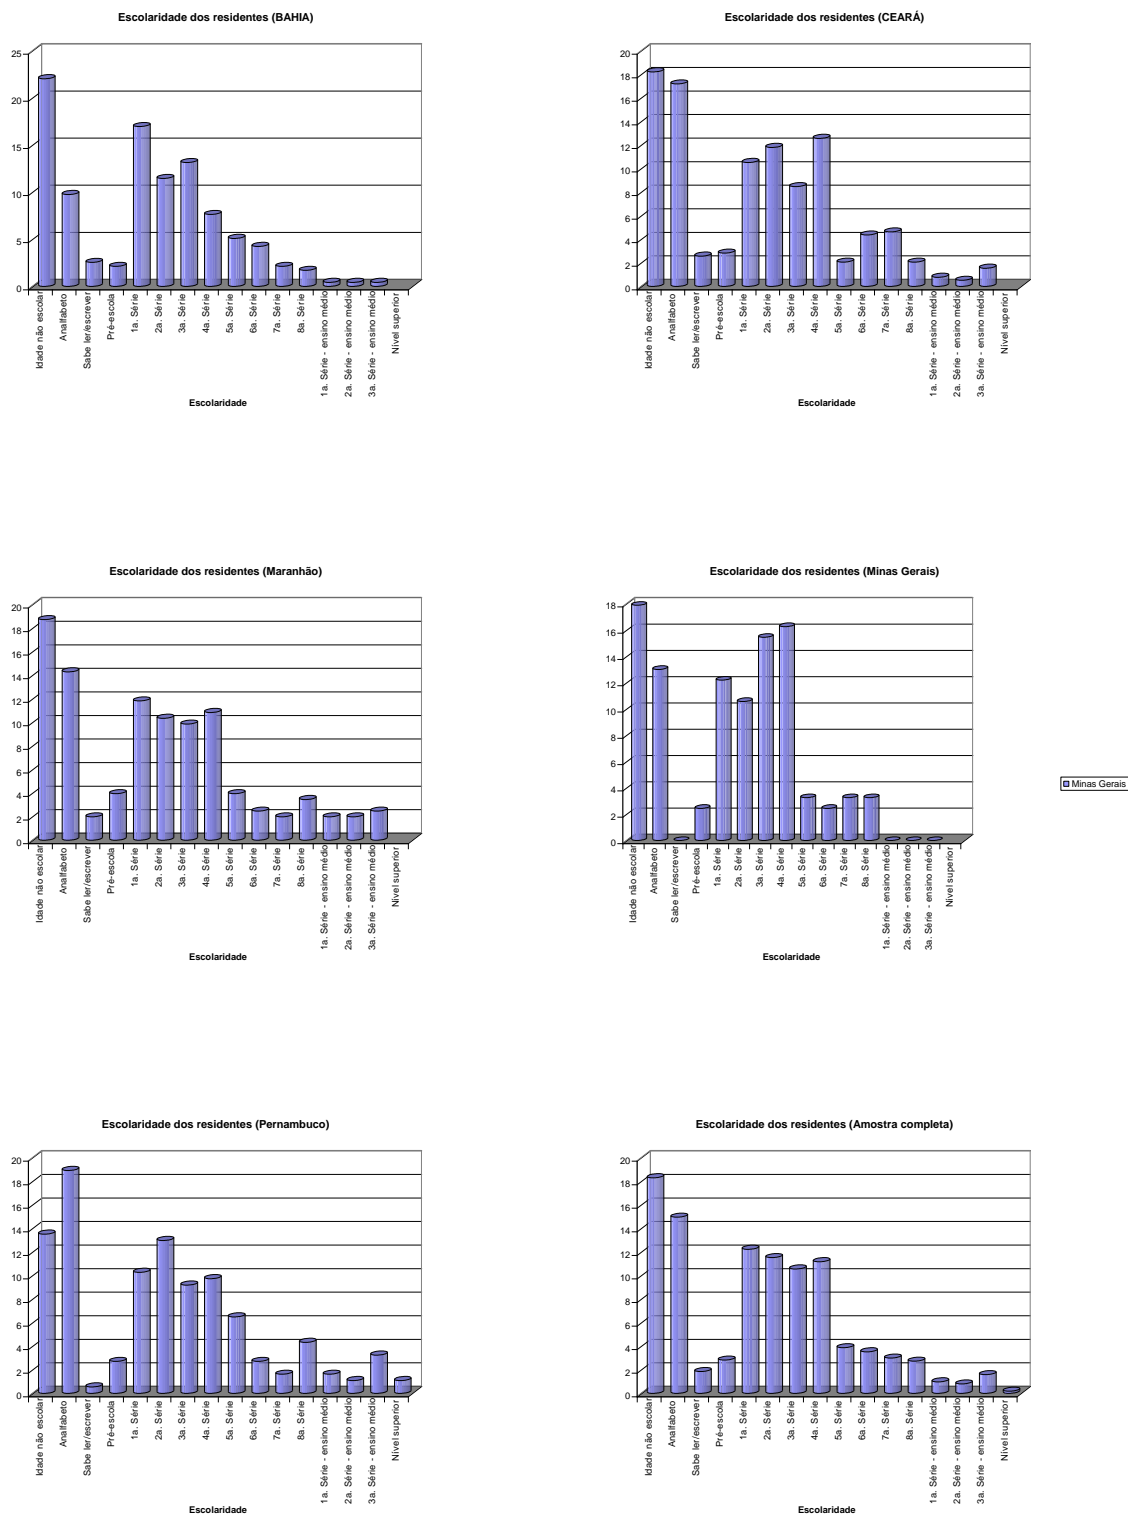 Escolaridade dos residentes (BAHIA)
25
20
15
10
5
0
Idade não escolar
Analfabeto
Sabe ler/escrever
Pré-escola
1a. Série
2a. Série
3a. Série
4a. Série
5a. Série
6a. Série
7a. Série
8a. Série
1a. Série - ensino médio
2a. Série - ensino médio
3a. Série - ensino médio
Nível superior
Escolaridade
Escolaridade dos residentes (CEARÁ)
20
18
16
14
12
10
8
6
4
2
0
Idade não escolar
Analfabeto
Sabe ler/escrever
Pré-escola
1a. Série
2a. Série
3a. Série
4a. Série
5a. Série
6a. Série
7a. Série
8a. Série
1a. Série - ensino médio
2a. Série - ensino médio
3a. Série - ensino médio
Nível superior
Escolaridade
Escolaridade dos residentes (Maranhão)
20
18
16
14
12
10
8
6
4
2
0
Idade não escolar
Analfabeto
Sabe ler/escrever
Pré-escola
1a. Série
2a. Série
3a. Série
4a. Série
5a. Série
6a. Série
7a. Série
8a. Série
1a. Série - ensino médio
2a. Série - ensino médio
3a. Série - ensino médio
Nível superior
Escolaridade
Escolaridade dos residentes (Minas Gerais)
18
16
14
12
10
8
6
4
2
0
Idade não escolar
Analfabeto
Sabe ler/escrever
Pré-escola
1a. Série
2a. Série
3a. Série
4a. Série
5a. Série
6a. Série
7a. Série
8a. Série
1a. Série - ensino médio
2a. Série - ensino médio
3a. Série - ensino médio
Nível superior
Escolaridade
Minas Gerais
Escolaridade dos residentes (Pernambuco)
20
18
16
14
12
10
8
6
4
2
0
Idade não escolar
Analfabeto
Sabe ler/escrever
Pré-escola
1a. Série
2a. Série
3a. Série
4a. Série
5a. Série
6a. Série
7a. Série
8a. Série
1a. Série - ensino médio
2a. Série - ensino médio
3a. Série - ensino médio
Nível superior
Escolaridade
Escolaridade dos residentes (Amostra completa)
20
18
16
14
12
10
8
6
4
2
0
Idade não escolar
Analfabeto
Sabe ler/escrever
Pré-escola
1a. Série
2a. Série
3a. Série
4a. Série
5a. Série
6a. Série
7a. Série
8a. Série
1a. Série - ensino médio
2a. Série - ensino médio
3a. Série - ensino médio
Nível superior
Escolaridade